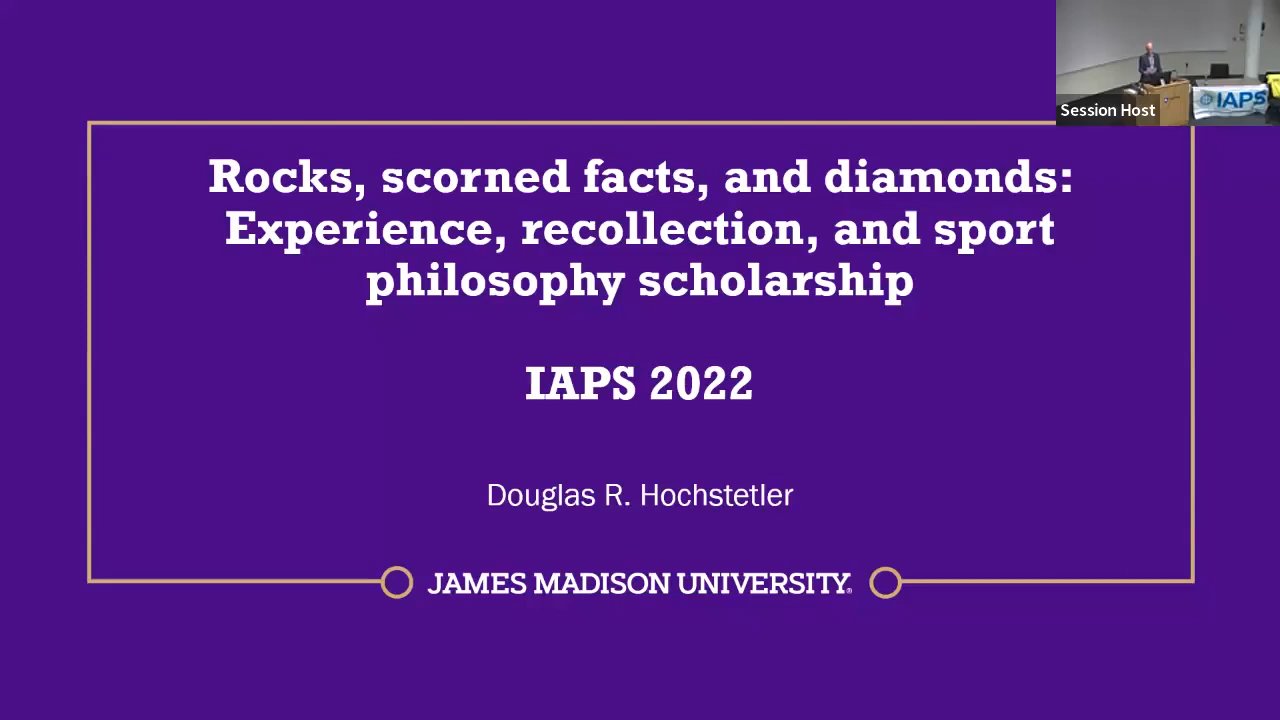 Session Host
IAPS
Rocks, scorned facts, and diamonds:
Experience, recollection, and sport
philosophy scholarship
IAPS 2022
Douglas R. Hochstetler
JAMES MADISON UNIVERSITY®